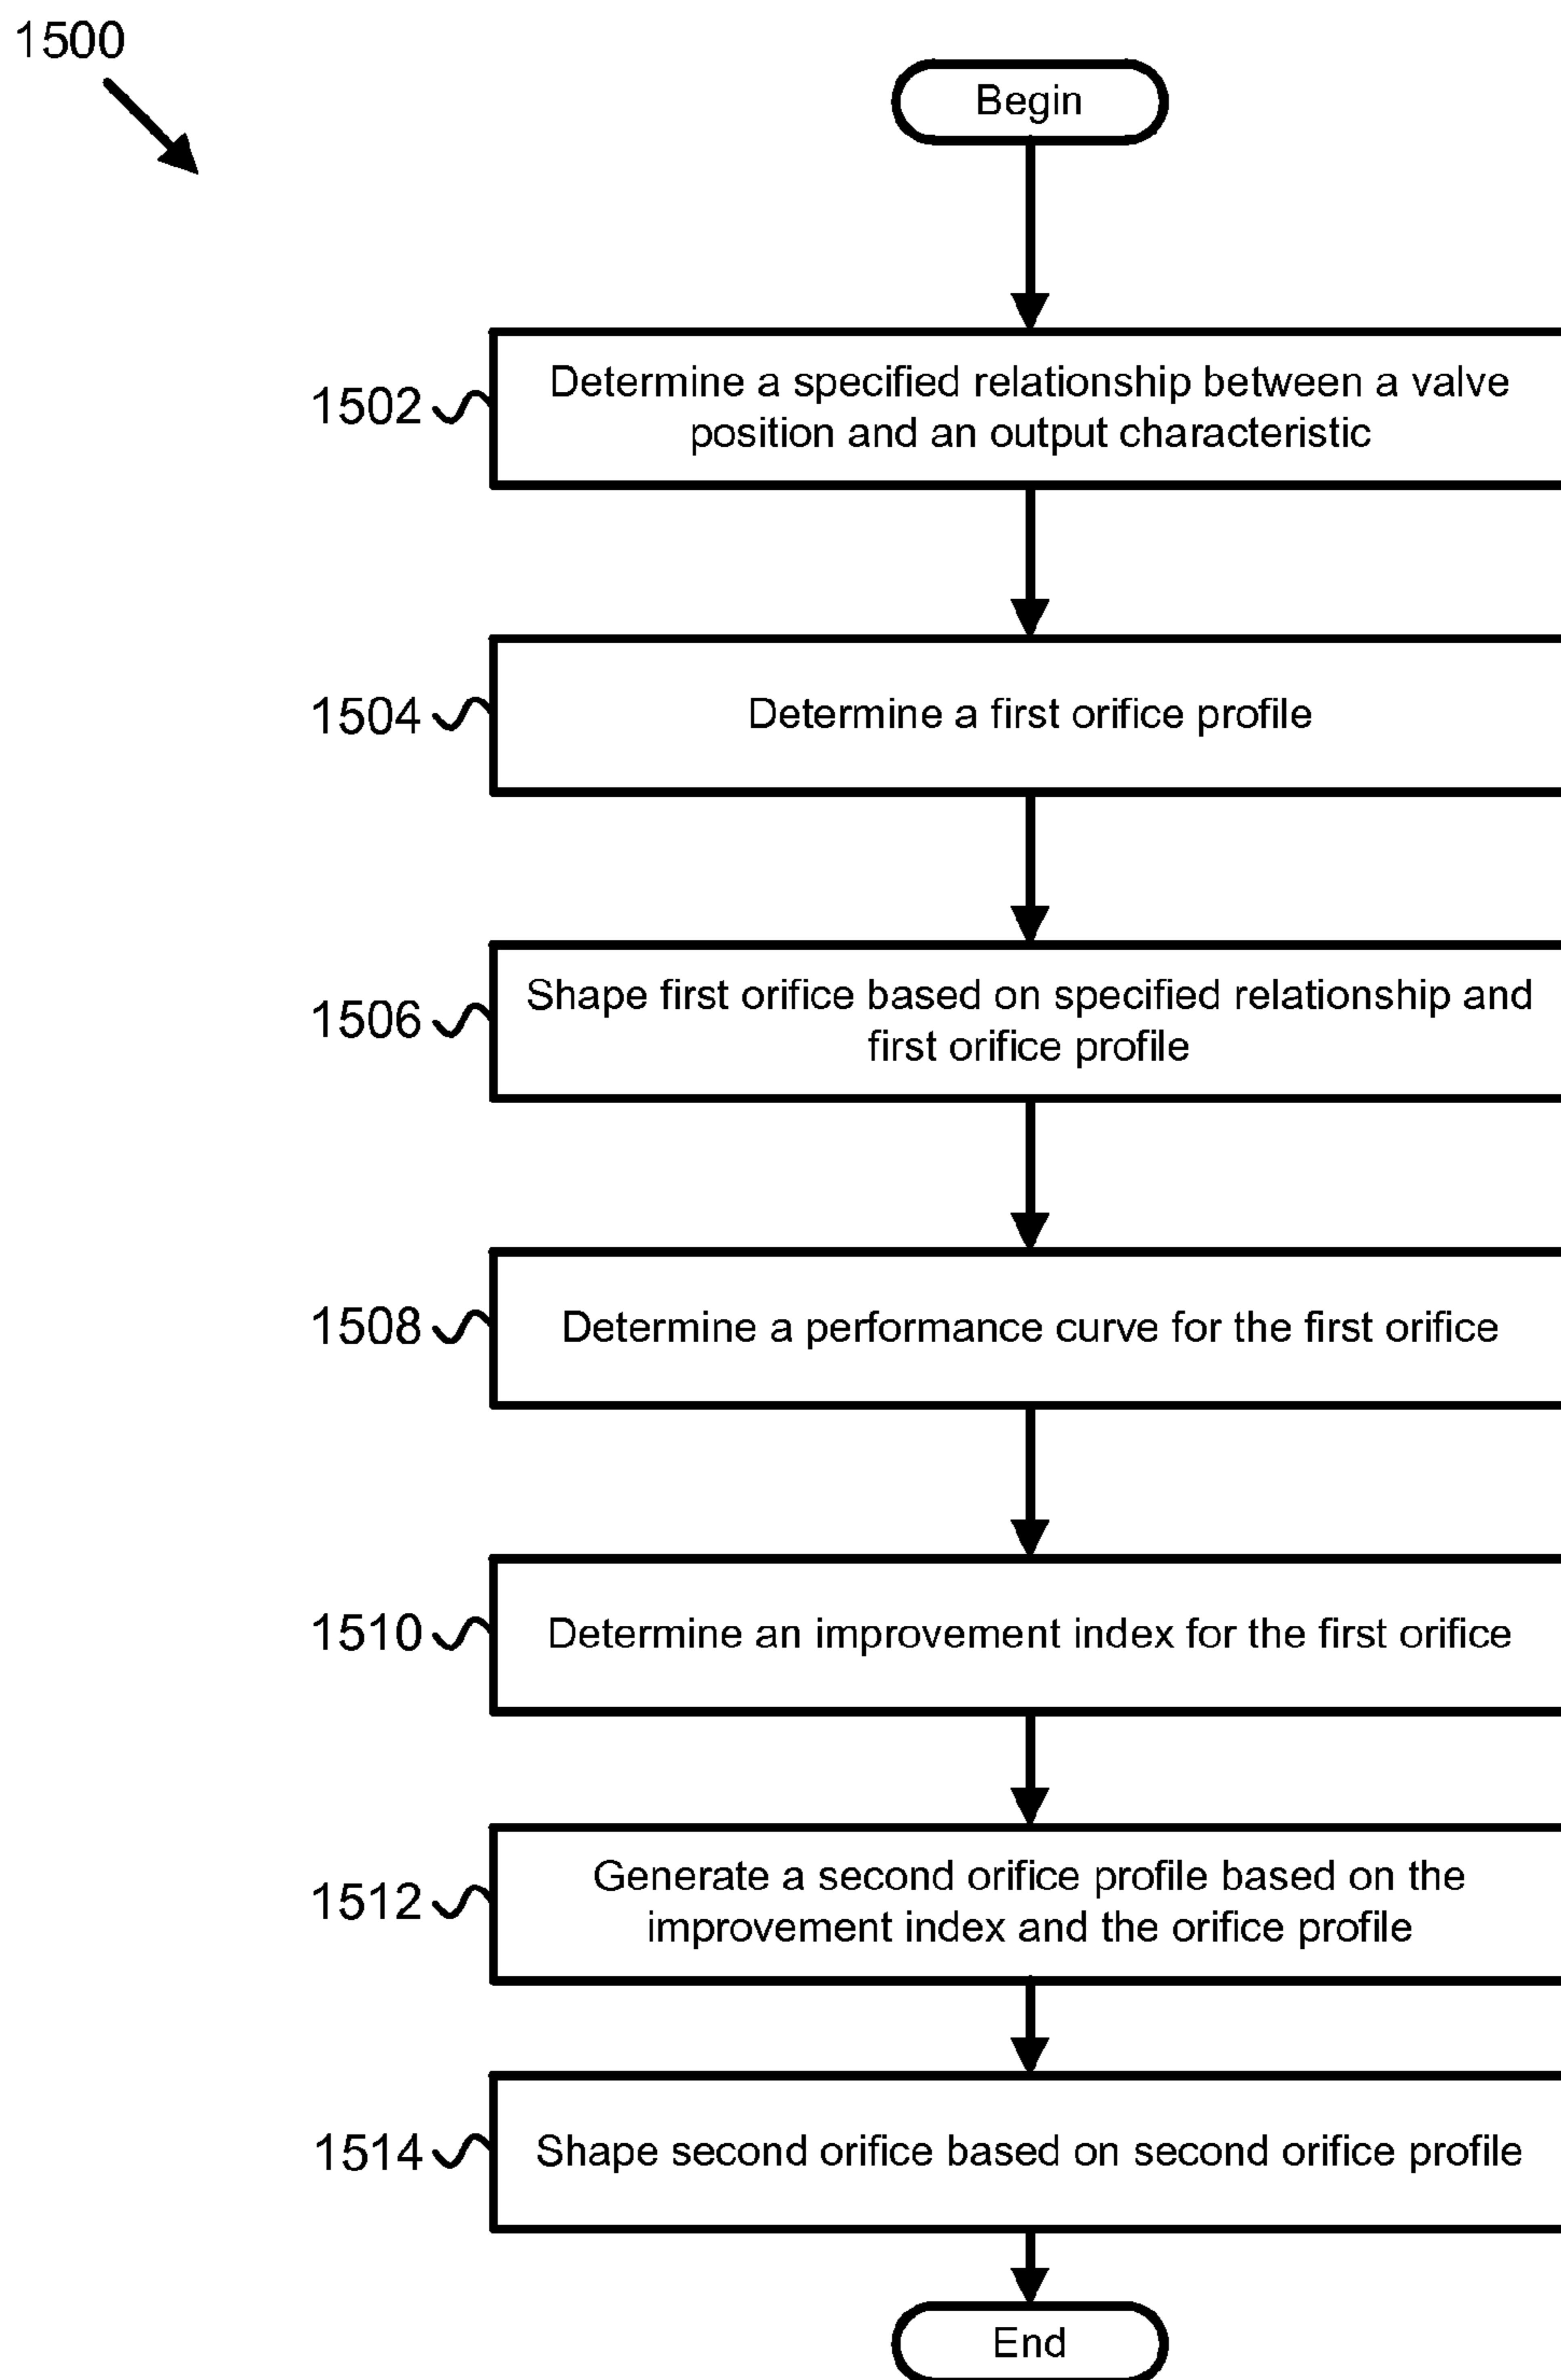 1500
Begin
1502
Determine a specified relationship between a valve
position and an output characteristic
1504
Determine a first orifice profile
1506
Shape first orifice based on specified relationship and
first orifice profile
1508
Determine a performance curve for the first orifice
1510
Determine an improvement index for the first orifice
1512
Generate a second orifice profile based on the
improvement index and the orifice profile
1514
Shape second orifice based on second orifice profile
End